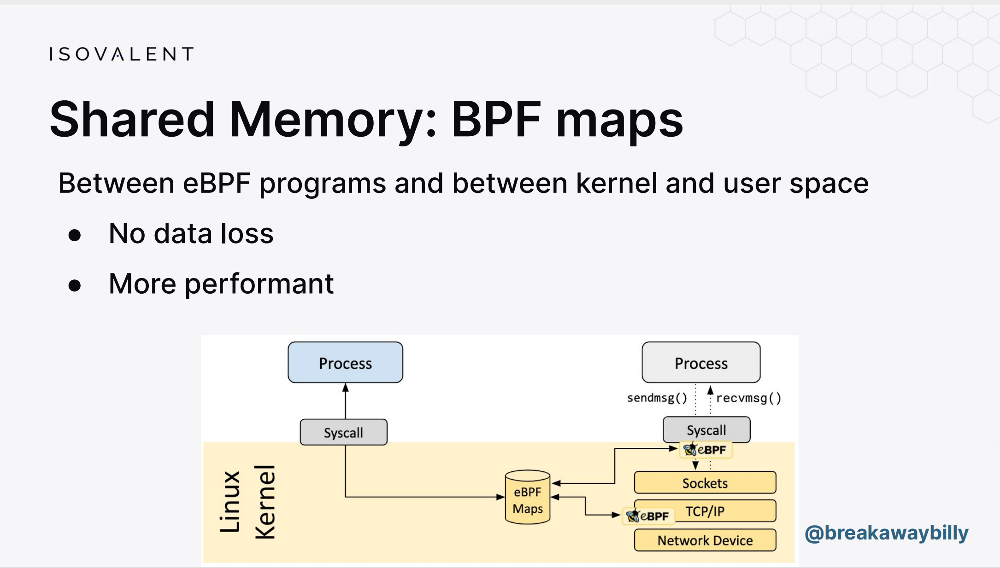 ISOVALENT
Shared Memory: BPF maps
Between eBPF programs and between kernel and user space
● No data loss
● More performant
Process
Process
sendmsg()
recvmsg()
Syscall
Syscall
eBPF
Linux
Kernel
Sockets
eBPF
Maps
eBPF
TCP/IP
Network Device
@breakawaybilly